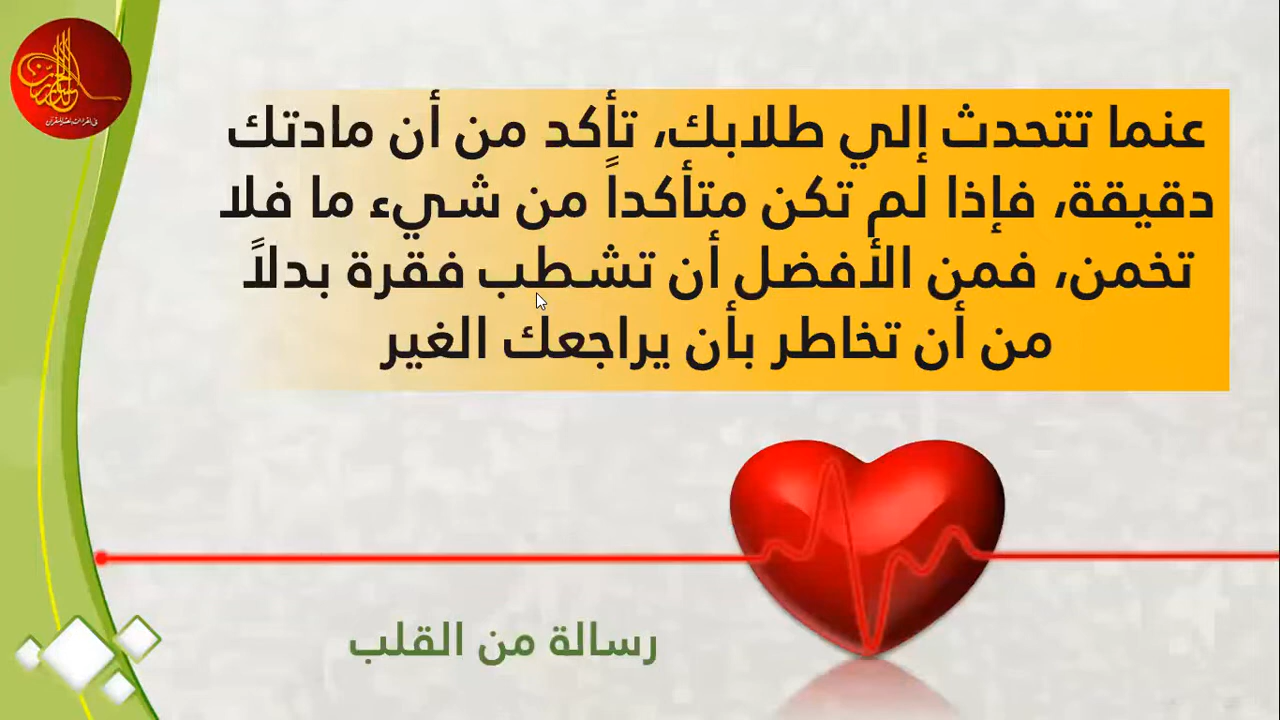 عنما تتحدث إلي طلابك، تأكد من أن مادتك
دقيقة، فإذا لم تكن متأكداً من شيء ما فلا
تخمن، فمن الأفضل أن تشطب فقرة بدلاً
من أن تخاطر بأن يراجعك الغير
رسالة من القلب